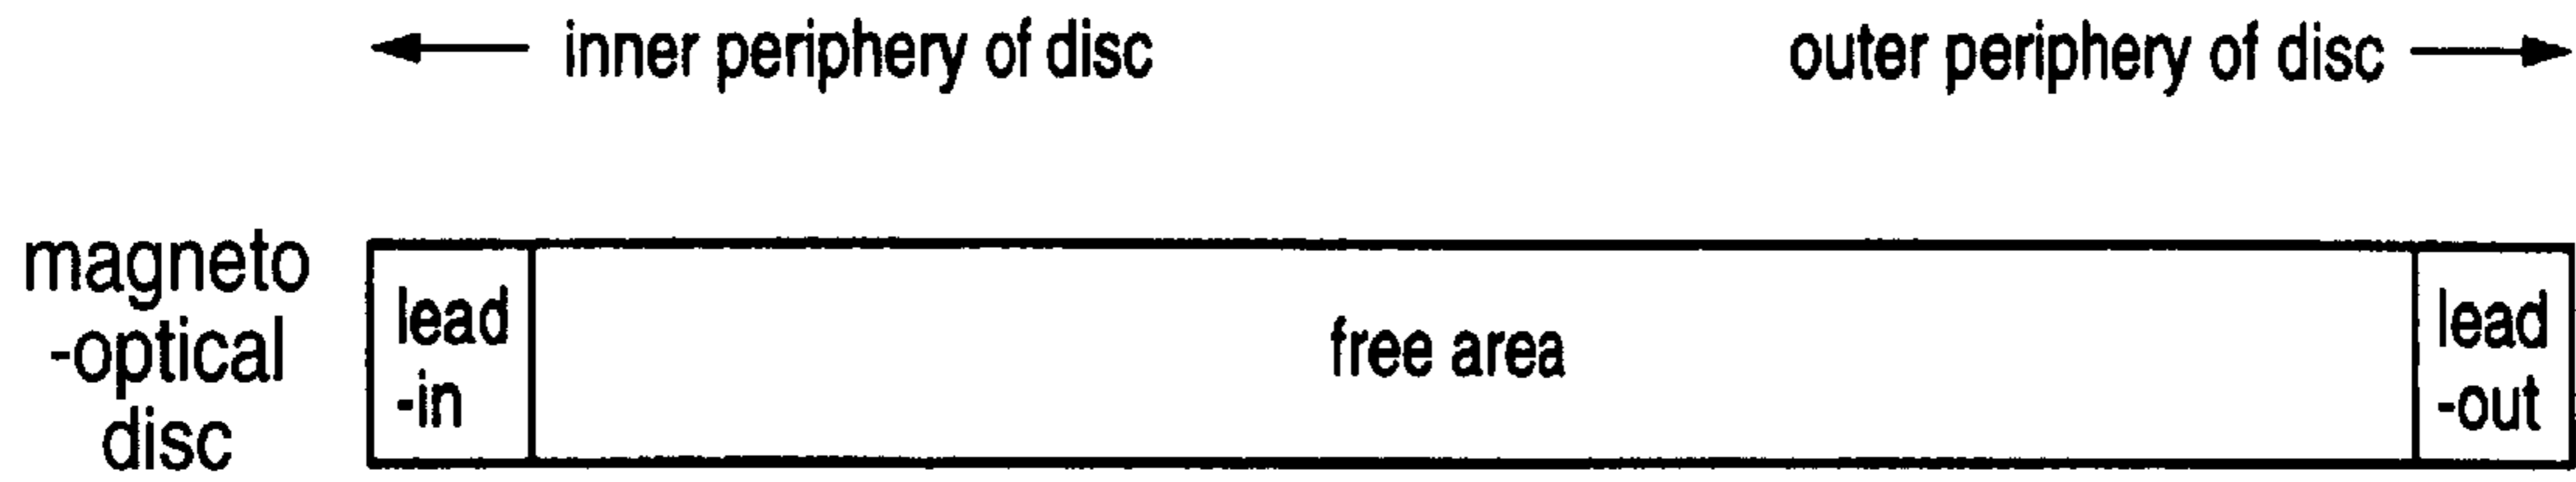 inner periphery of disc
outer periphery of disc
magneto
-optical
disc
lead
-in
free area
lead
-out